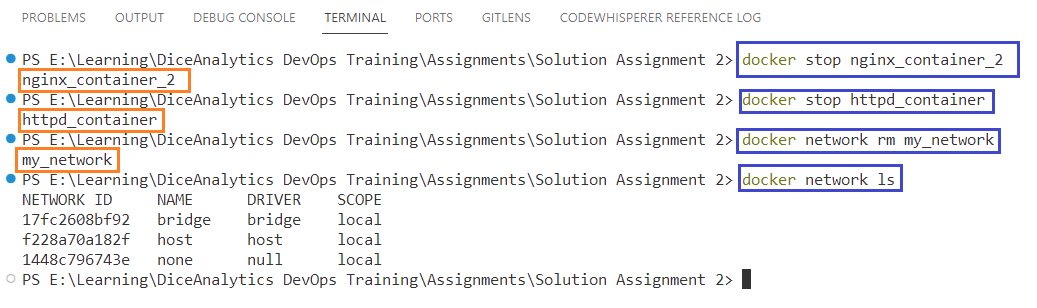 PROBLEMS OUTPUT DEBUG CONSOLE TERMINAL PORTS GITLENS CODEWHISPERER REFERENCE LOG
PS E:\Learning\DiceAnalytics DevOps Training\Assignments\Solution Assignment 2> docker stop nginx_container_2
nginx_container_2
PS E:\Learning\DiceAnalytics DevOps Training\Assignments\Solution Assignment 2> docker stop httpd_container
httpd_container
PS E:\Learning\DiceAnalytics DevOps Training\Assignments\Solution Assignment 2> docker network rm my_network
my_network
PS E:\Learning\DiceAnalytics DevOps Training\Assignments\Solution Assignment 2> docker network ls
NETWORK ID NAME DRIVER SCOPE
17fc2608bf92 bridge bridge local
f228a70a182f host host local
1448c796743e none null local
PS E:\Learning\DiceAnalytics DevOps Training\Assignments\Solution Assignment 2>